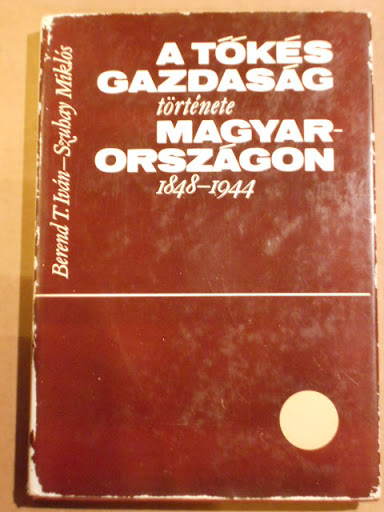 Berend T. Iván–Szuhay Miklós
A TŐKÉS
GAZDASÁG
története
MAGYAR-
ORSZÁGON
1848–1944